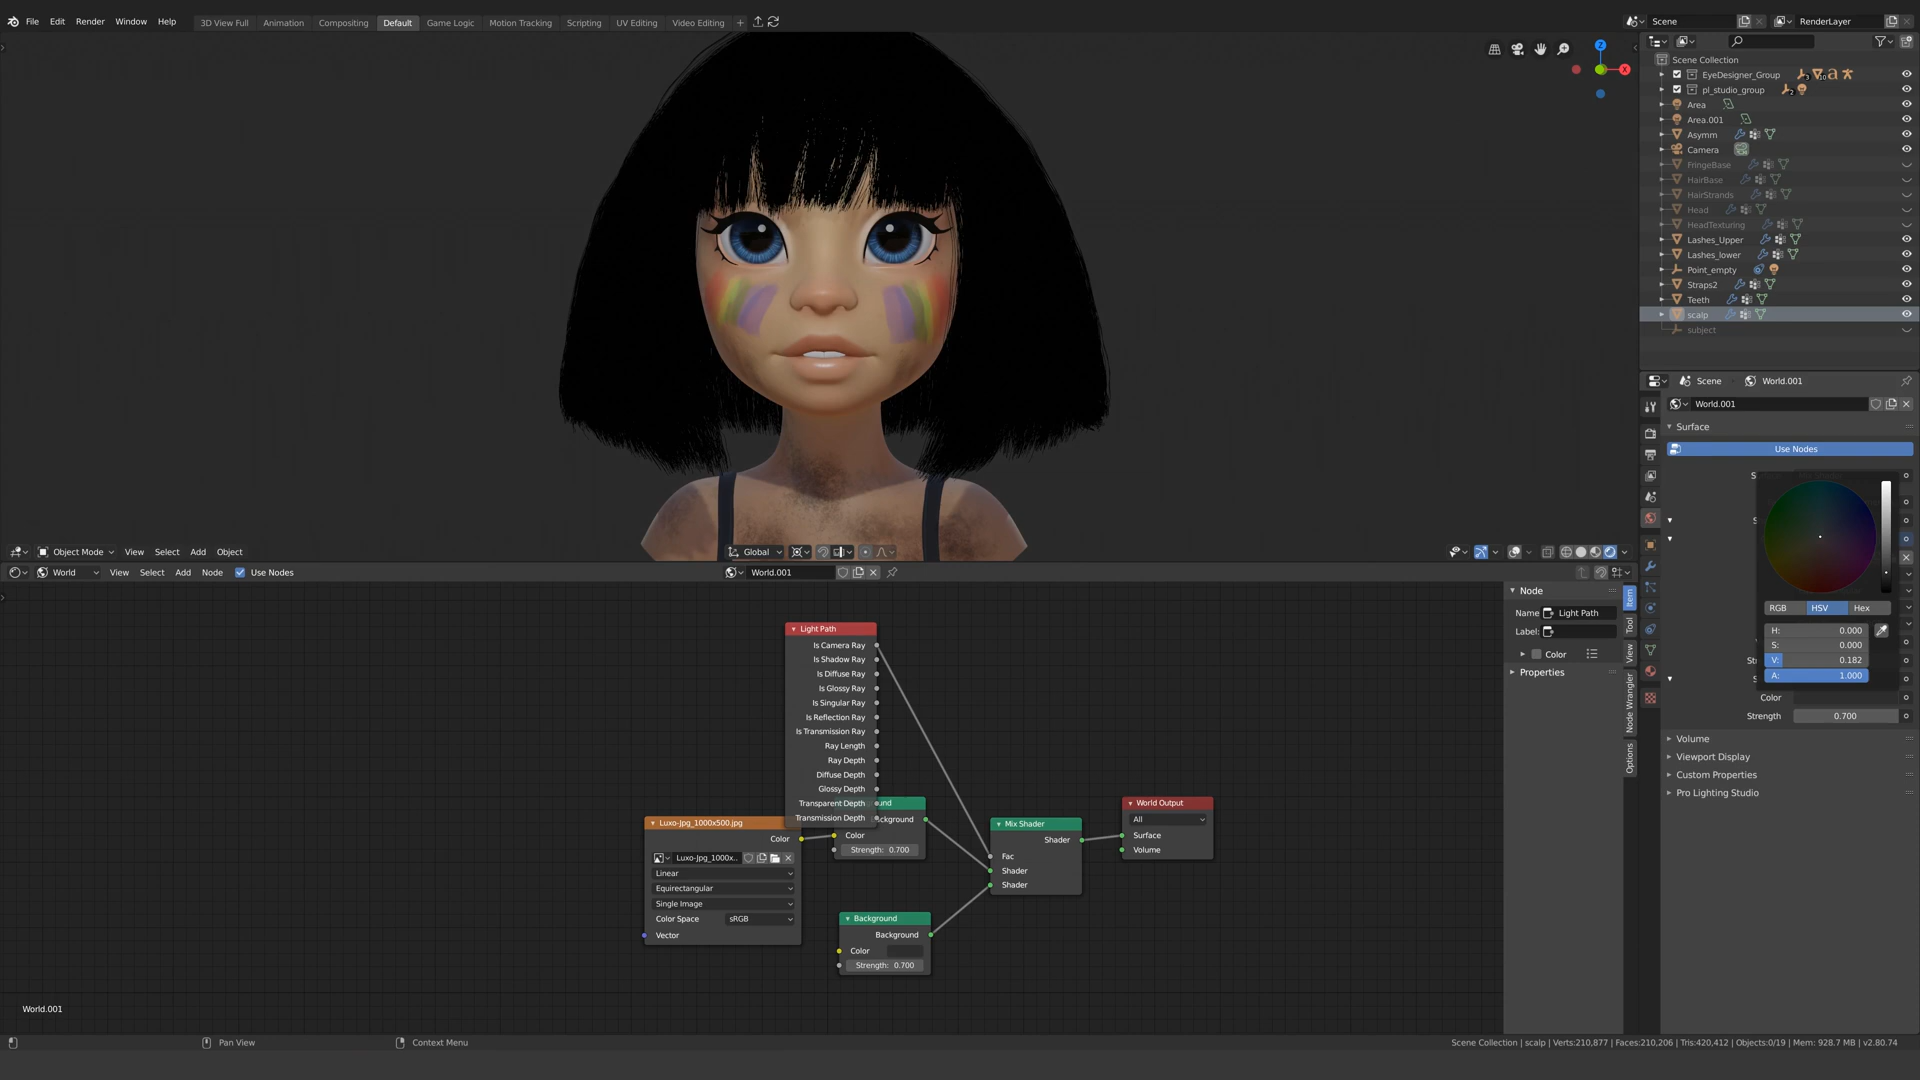 File Edit Render Window Help
3D View Full Animation Compositing Default Game Logic Motion Tracking Scripting UV Editing Video Editing
Scene RenderLayer
Scene Collection
EyeDesigner_Group
pl_studio_group
Area
Area.001
Asymm
Camera
FringeBase
HairBase
HairStrands
Head
HeadTexturing
Lashes_Upper
Lashes_lower
Point_empty
Straps2
Teeth
scalp
subject
Z
X
Scene World.001
World.001
Surface
Use Nodes
RGB HSV Hex
H: 0.000
S: 0.000
V: 0.182
A: 1.000
Color
Strength 0.700
Volume
Viewport Display
Custom Properties
Pro Lighting Studio
Object Mode View Select Add Object
Global
World View Select Add Node Use Nodes
World.001
Light Path
Is Camera Ray
Is Shadow Ray
Is Diffuse Ray
Is Glossy Ray
Is Singular Ray
Is Reflection Ray
Is Transmission Ray
Ray Length
Ray Depth
Diffuse Depth
Glossy Depth
Transparent Depth
Transmission Depth
Luxo-Jpg_1000x500.jpg
Color
Luxo-Jpg_1000x..
Linear
Equirectangular
Single Image
Color Space sRGB
Vector
und
ckground
Color
Strength: 0.700
Background
Background
Color
Strength: 0.700
Mix Shader
Shader
Fac
Shader
Shader
World Output
All
Surface
Volume
Node
Name Light Path
Label:
Color
Properties
Item
Tool
View
Node Wrangler
Options
World.001
Pan View Context Menu
Scene Collection | scalp | Verts:210,877 | Faces:210,206 | Tris:420,412 | Objects:0/19 | Mem: 928.7 MB | v2.80.74